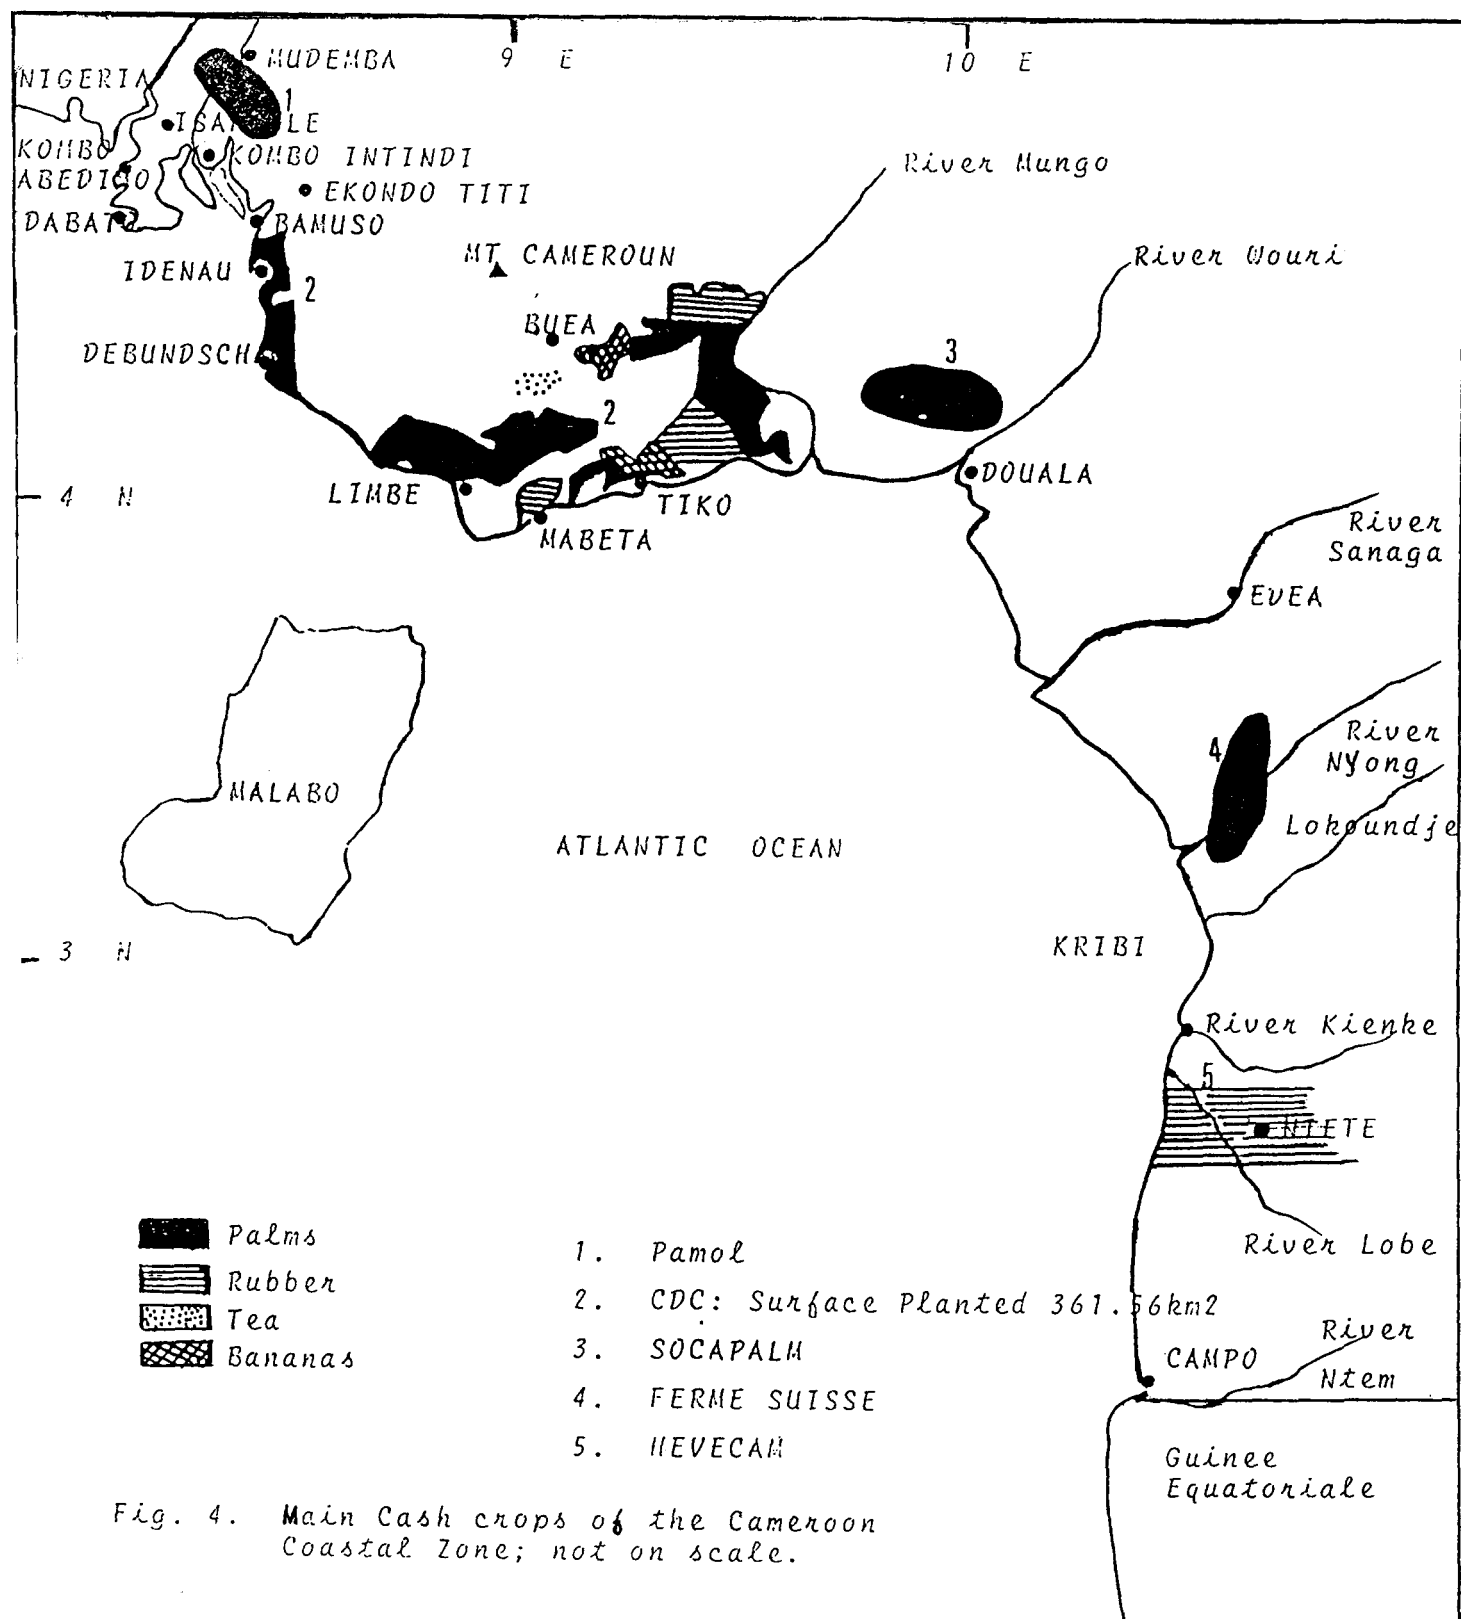 9 E
10 E
MUDEMBA
NIGERIA
1
KOMBO
ABEDIMO
KOMBO INTINDI
EKONDO TITI
BAMUSO
IDENAU
2
MT CAMEROUN
BUEA
River Mungo
River Wouri
3
2
4 N
LIMBE
TIKO
MABETA
DOUALA
River
Sanaga
EVEA
4
River
NYong
Lokoundje
MALABO
ATLANTIC OCEAN
3 N
KRIBI
River Kienke
5
NTETE
River Lobe
Palms
Rubber
Tea
Bananas
1. Pamol
2. CDC: Surface Planted 361.56km2
3. SOCAPALM
4. FERME SUISSE
5. HEVECAM
River
Ntem
CAMPO
Guinee
Equatoriale
Fig. 4. Main Cash crops of the Cameroon
Coastal Zone; not on scale.